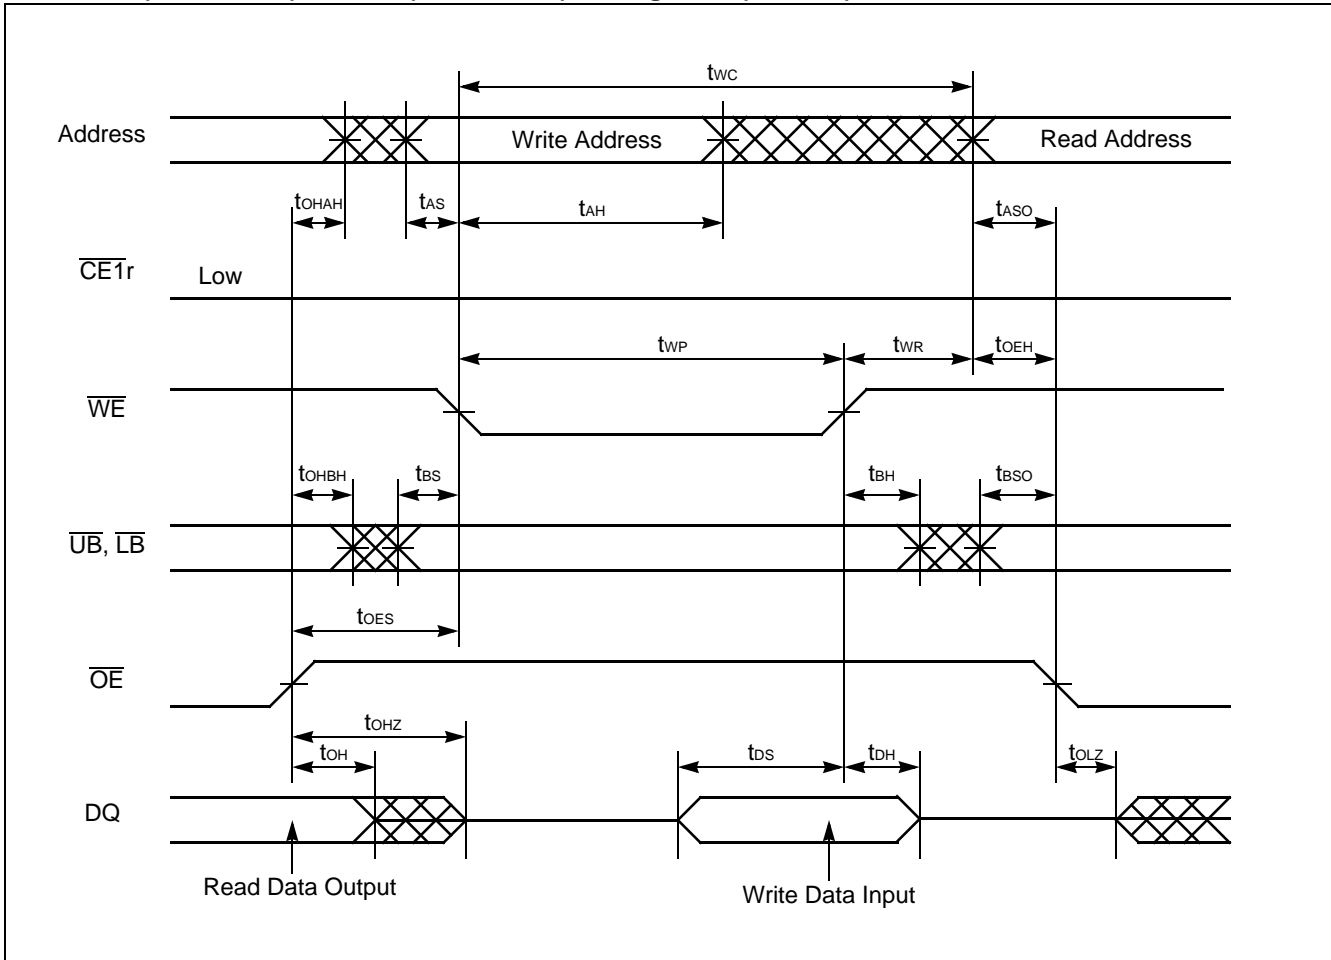 tWC
Address
Write Address
Read Address
tOHAH
tAS
tAH
tASO
CE1r
Low
tWP
tWR
tOEH
WE
tOHBH
tBS
tBH
tBSO
UB, LB
tOES
OE
tOHZ
tOH
tDS
tDH
tOLZ
DQ
Read Data Output
Write Data Input